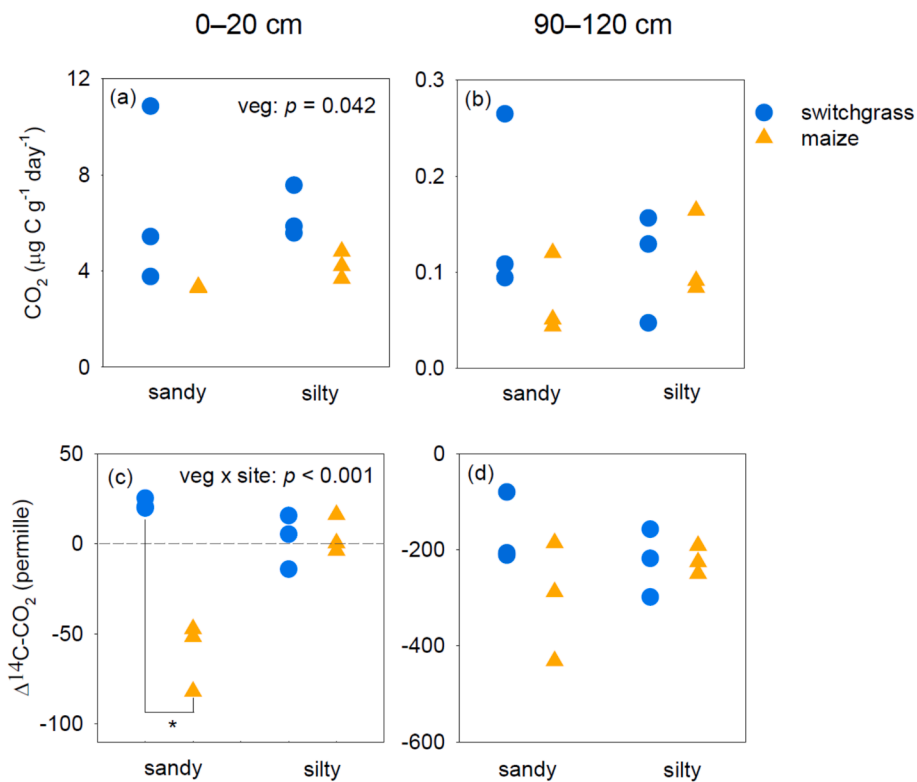 0–20 cm
90–120 cm
CO₂ (µg C g⁻¹ day⁻¹)
12
8
4
0
(a)
veg: p = 0.042
sandy
silty
0.3
0.2
0.1
0.0
(b)
sandy
silty
switchgrass
maize
Δ¹⁴C-CO₂ (permille)
50
0
-50
-100
(c)
veg x site: p < 0.001
*
sandy
silty
0
-200
-400
-600
(d)
sandy
silty